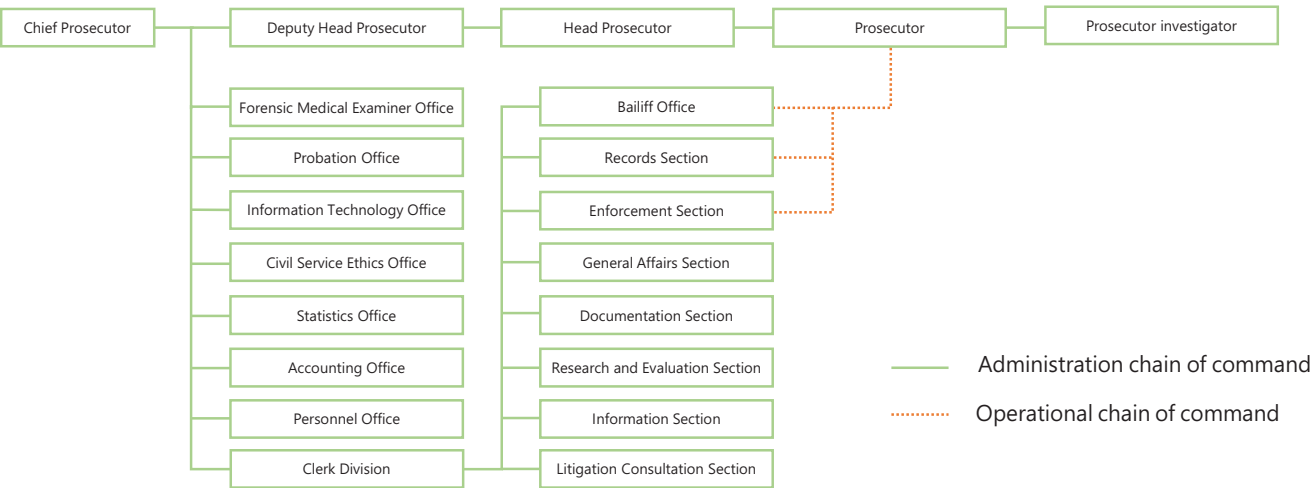 Chief Prosecutor
Deputy Head Prosecutor
Head Prosecutor
Prosecutor
Prosecutor investigator
Forensic Medical Examiner Office
Probation Office
Information Technology Office
Civil Service Ethics Office
Statistics Office
Accounting Office
Personnel Office
Clerk Division
Bailiff Office
Records Section
Enforcement Section
General Affairs Section
Documentation Section
Research and Evaluation Section
Information Section
Litigation Consultation Section
Administration chain of command
Operational chain of command